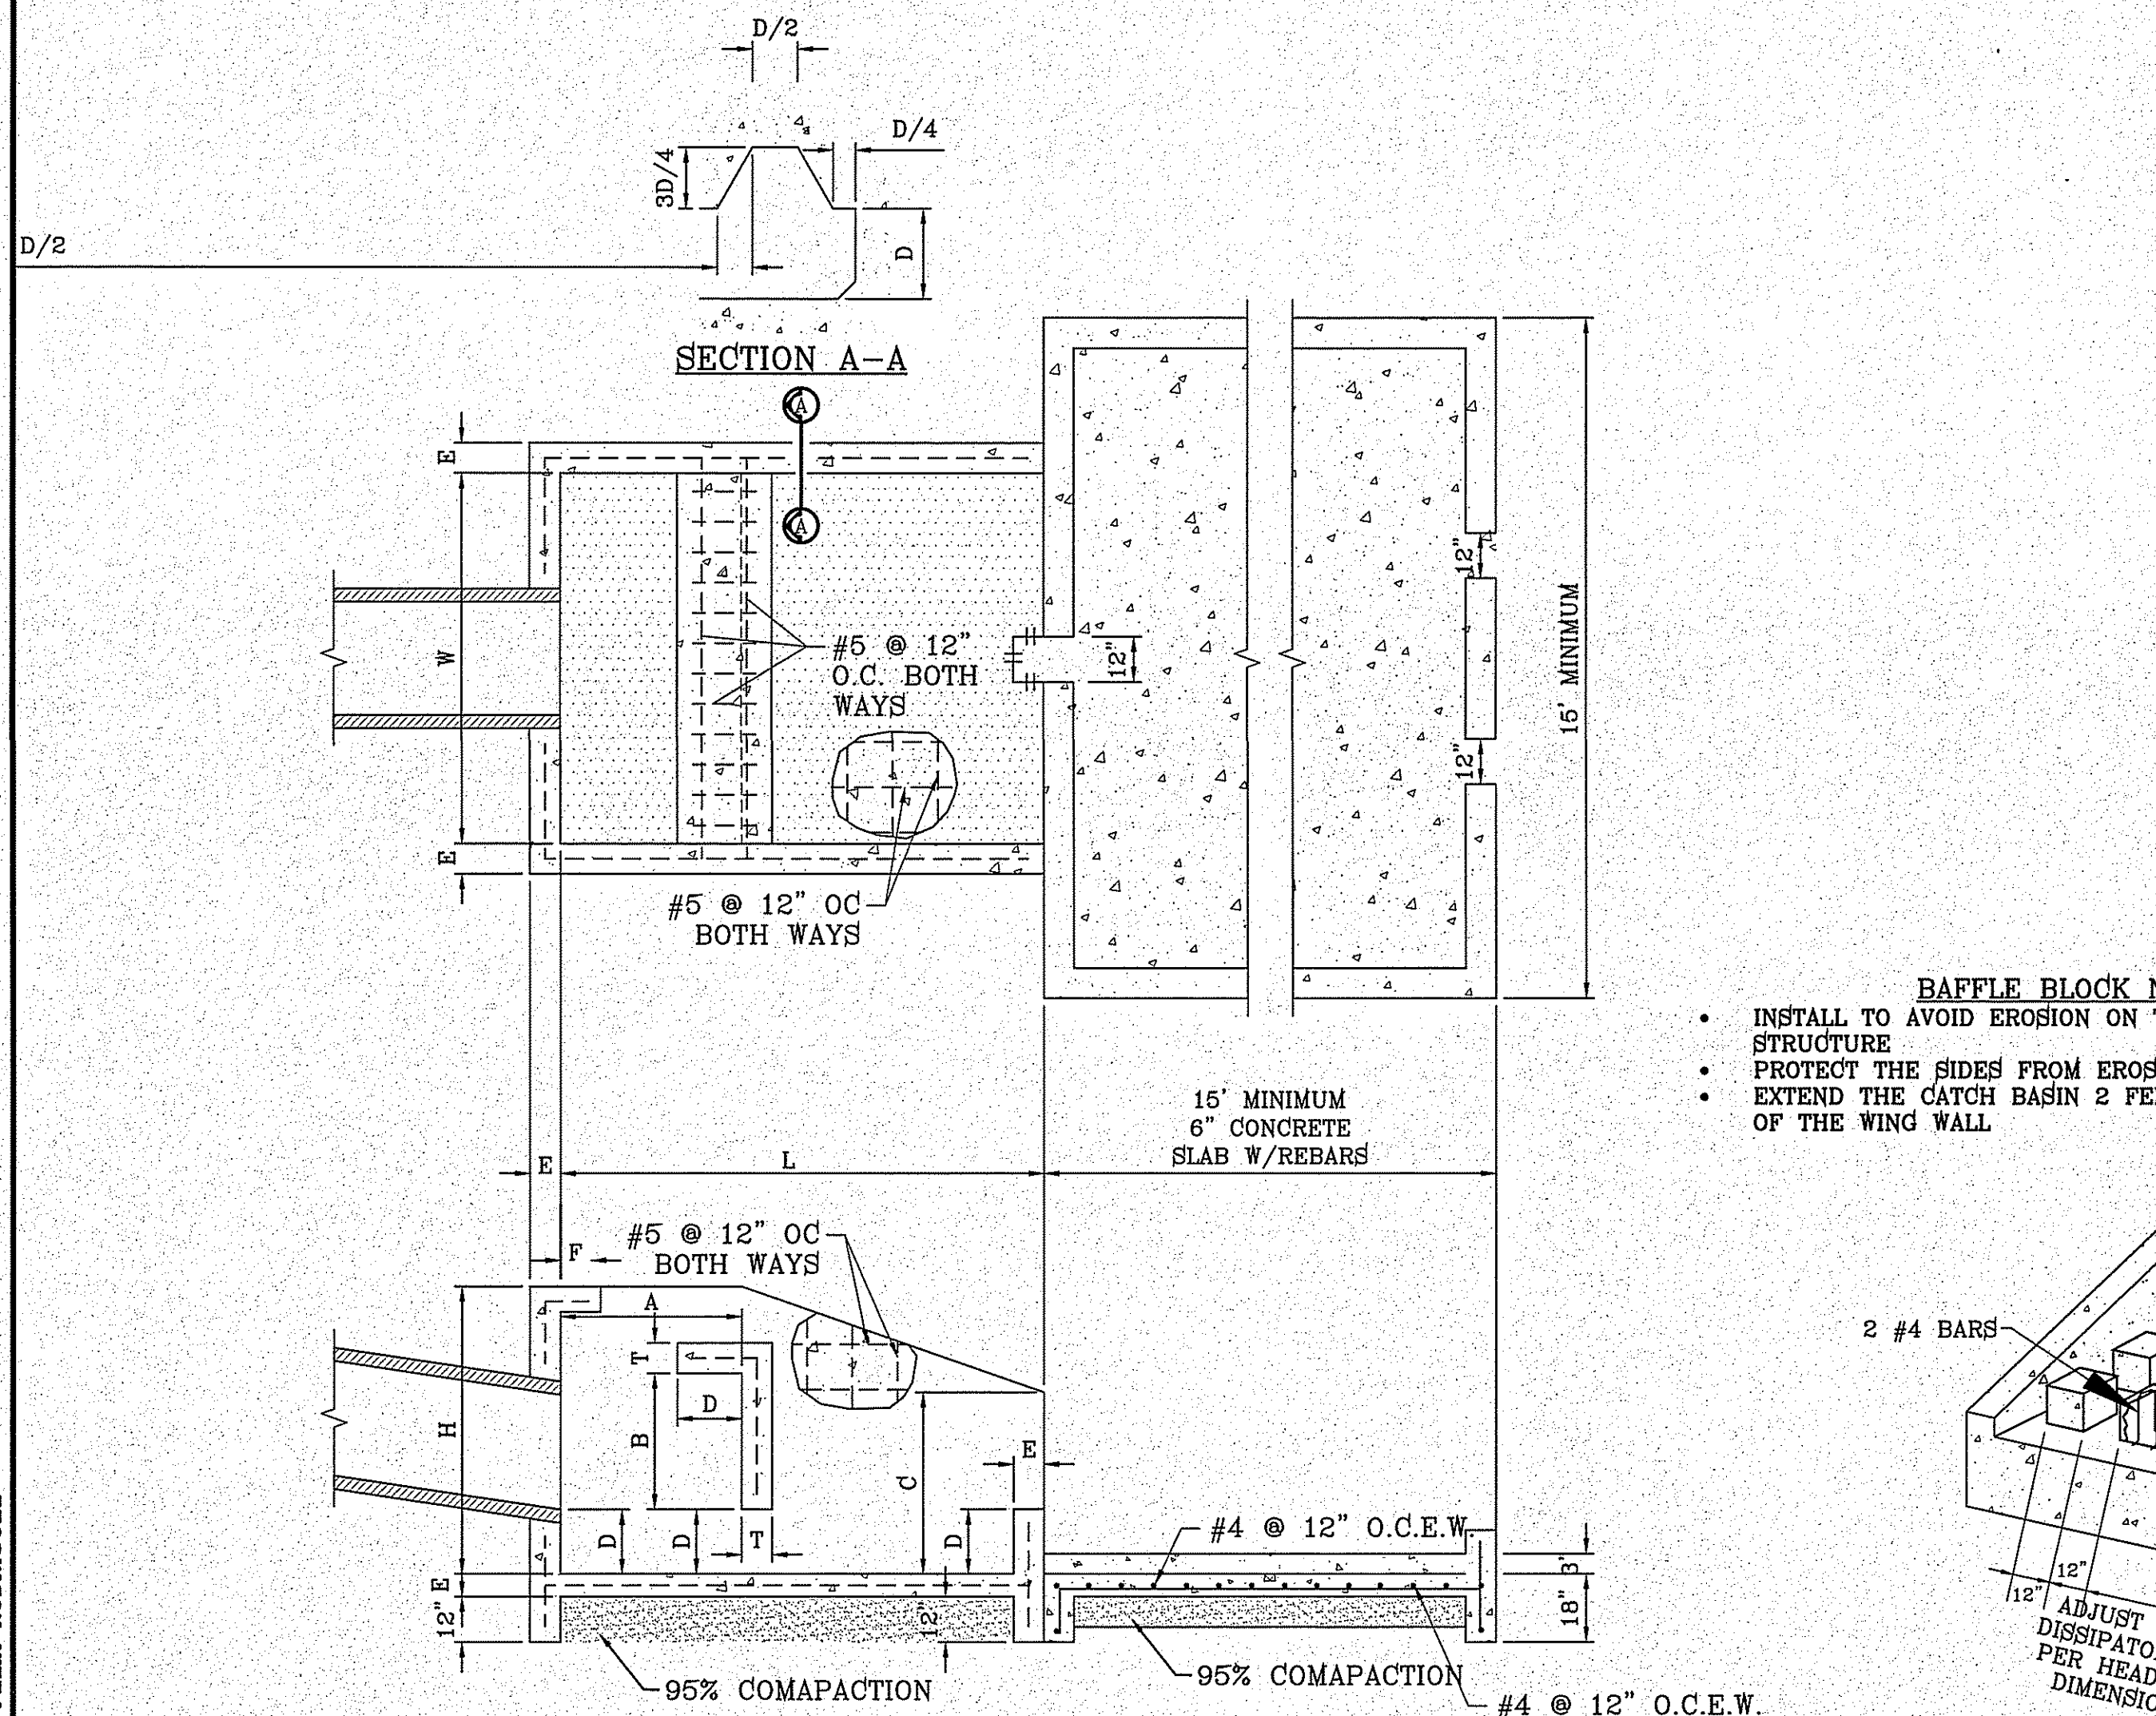 D/2
D/4
3D/4
D/2
D
SECTION A-A
A
A
E
W
E
#5 @ 12"
O.C. BOTH
WAYS
12"
12"
12"
15' MINIMUM
#5 @ 12" OC
BOTH WAYS
BAFFLE BLOCK
INSTALL TO AVOID EROSION ON
STRUCTURE
PROTECT THE SIDES FROM
EXTEND THE CATCH BASIN 2
OF THE WING WALL
15' MINIMUM
6" CONCRETE
SLAB W/REBARS
E
L
#5 @ 12" OC
BOTH WAYS
F
A
T
D
B
H
C
E
D
D
T
D
E
12"
12"
#4 @ 12" O.C.E.W.
3"
18"
95% COMAPACTION
95% COMAPACTION
#4 @ 12" O.C.E.W.
2 #4 BARS
12"
12"
ADJUST
PER